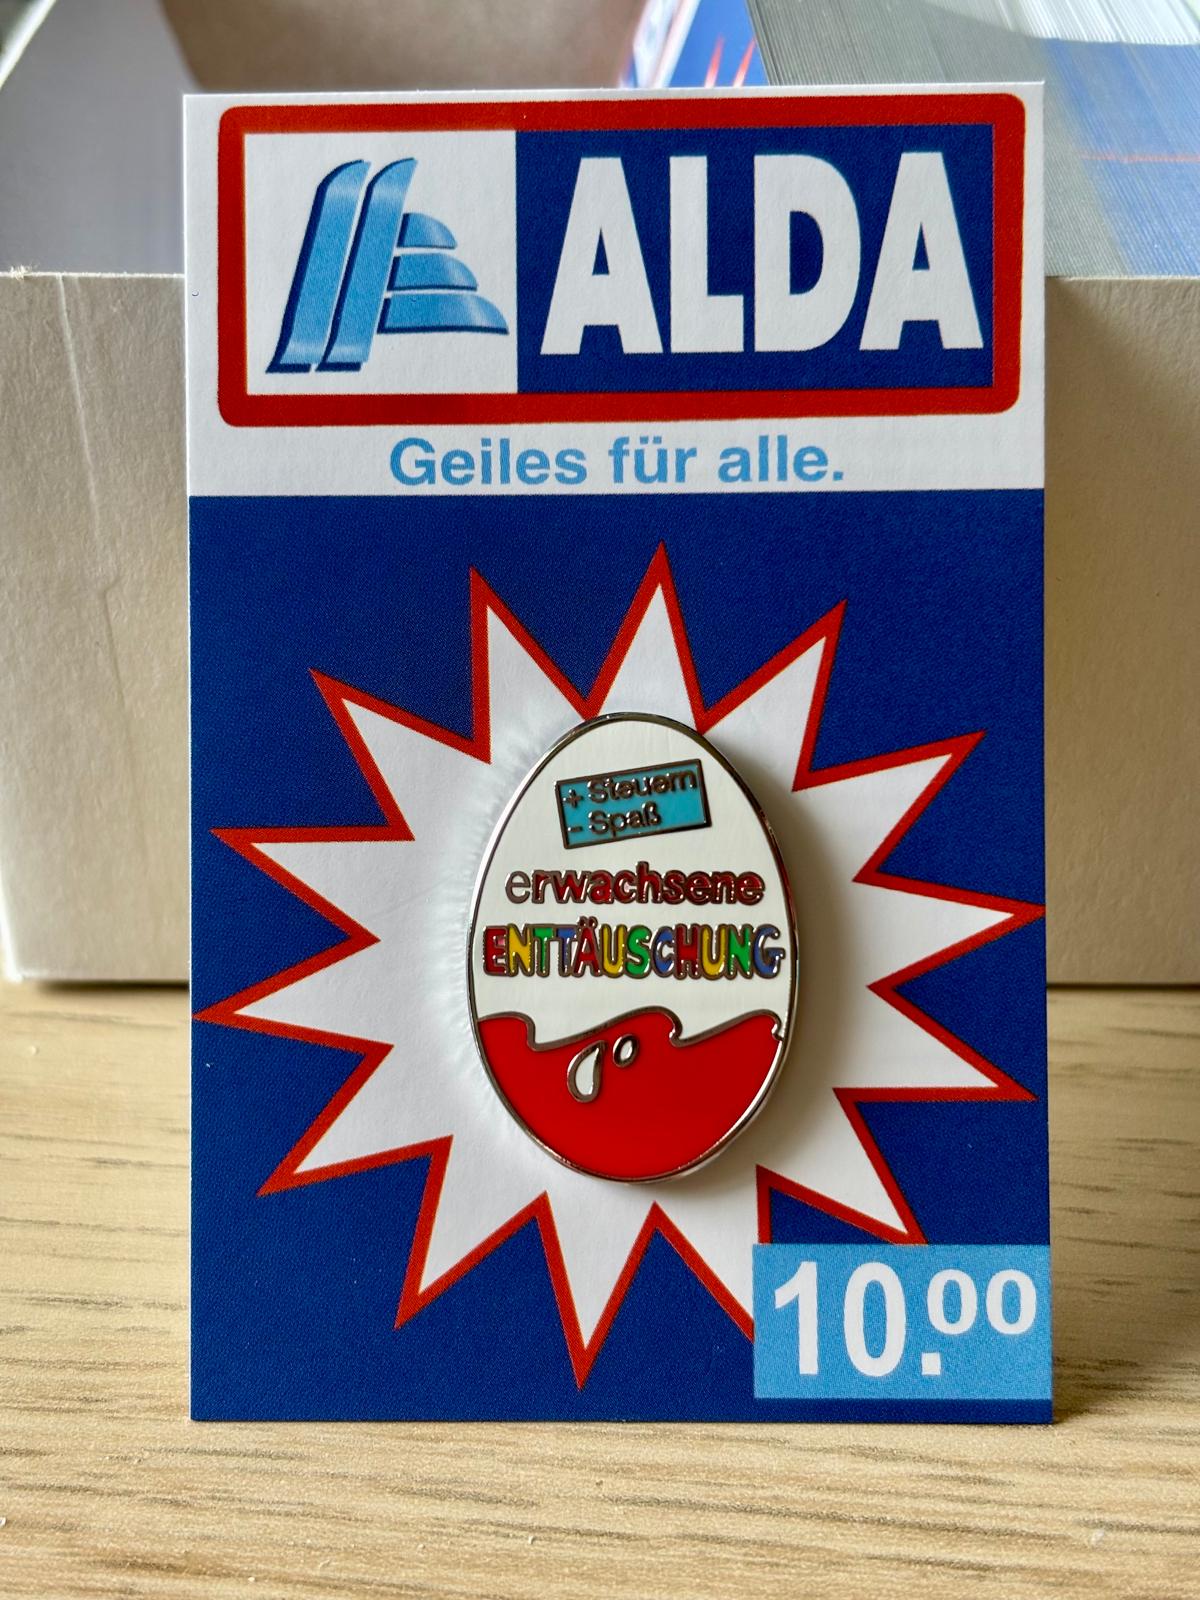 ALDA
Geiles für alle.
+ Steuern
- Spaß
erwachsene
ENTTÄUSCHUNG
10.00